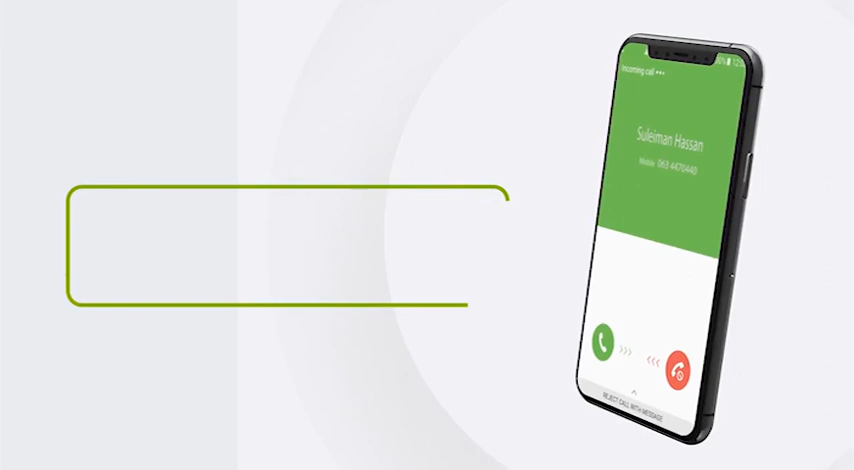 Incoming call •••
Suleiman Hassan
Mobile 063 4470440
REJECT CALL WITH MESSAGE